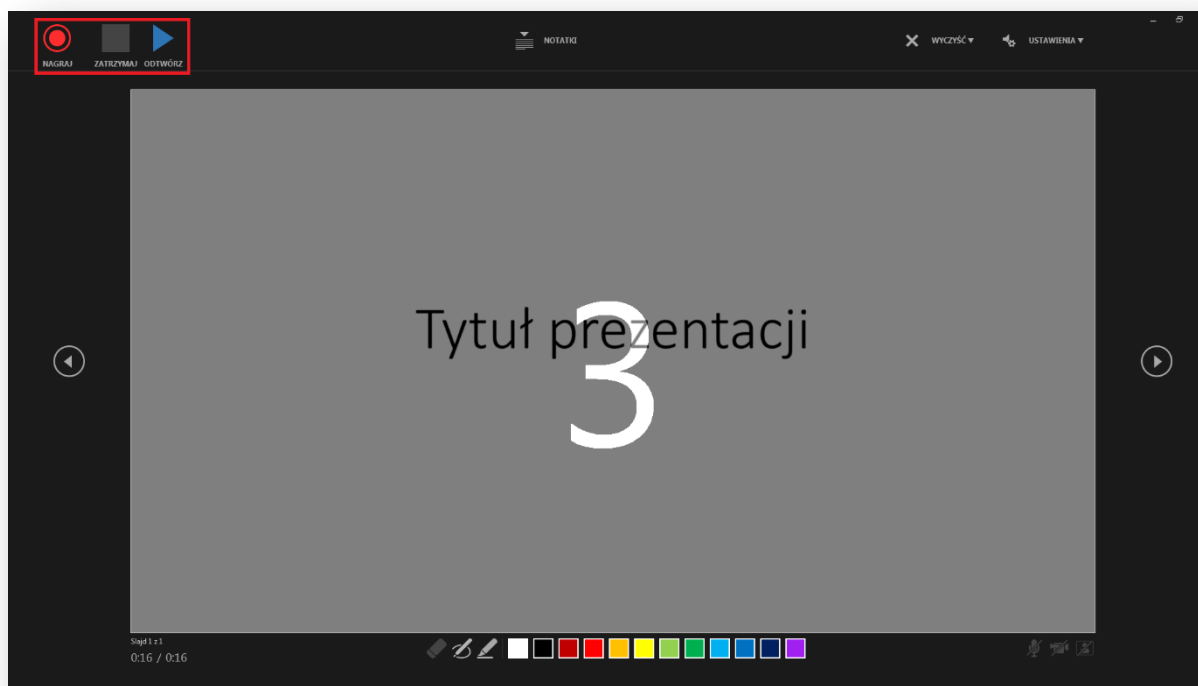 NAGRAJ ZATRZYMAJ ODTWÓRZ
NOTATKI
WYCZYŚĆ
USTAWIENIA
Tytuł prezentacji
3
Slajd 1 z 1
0:16 / 0:16